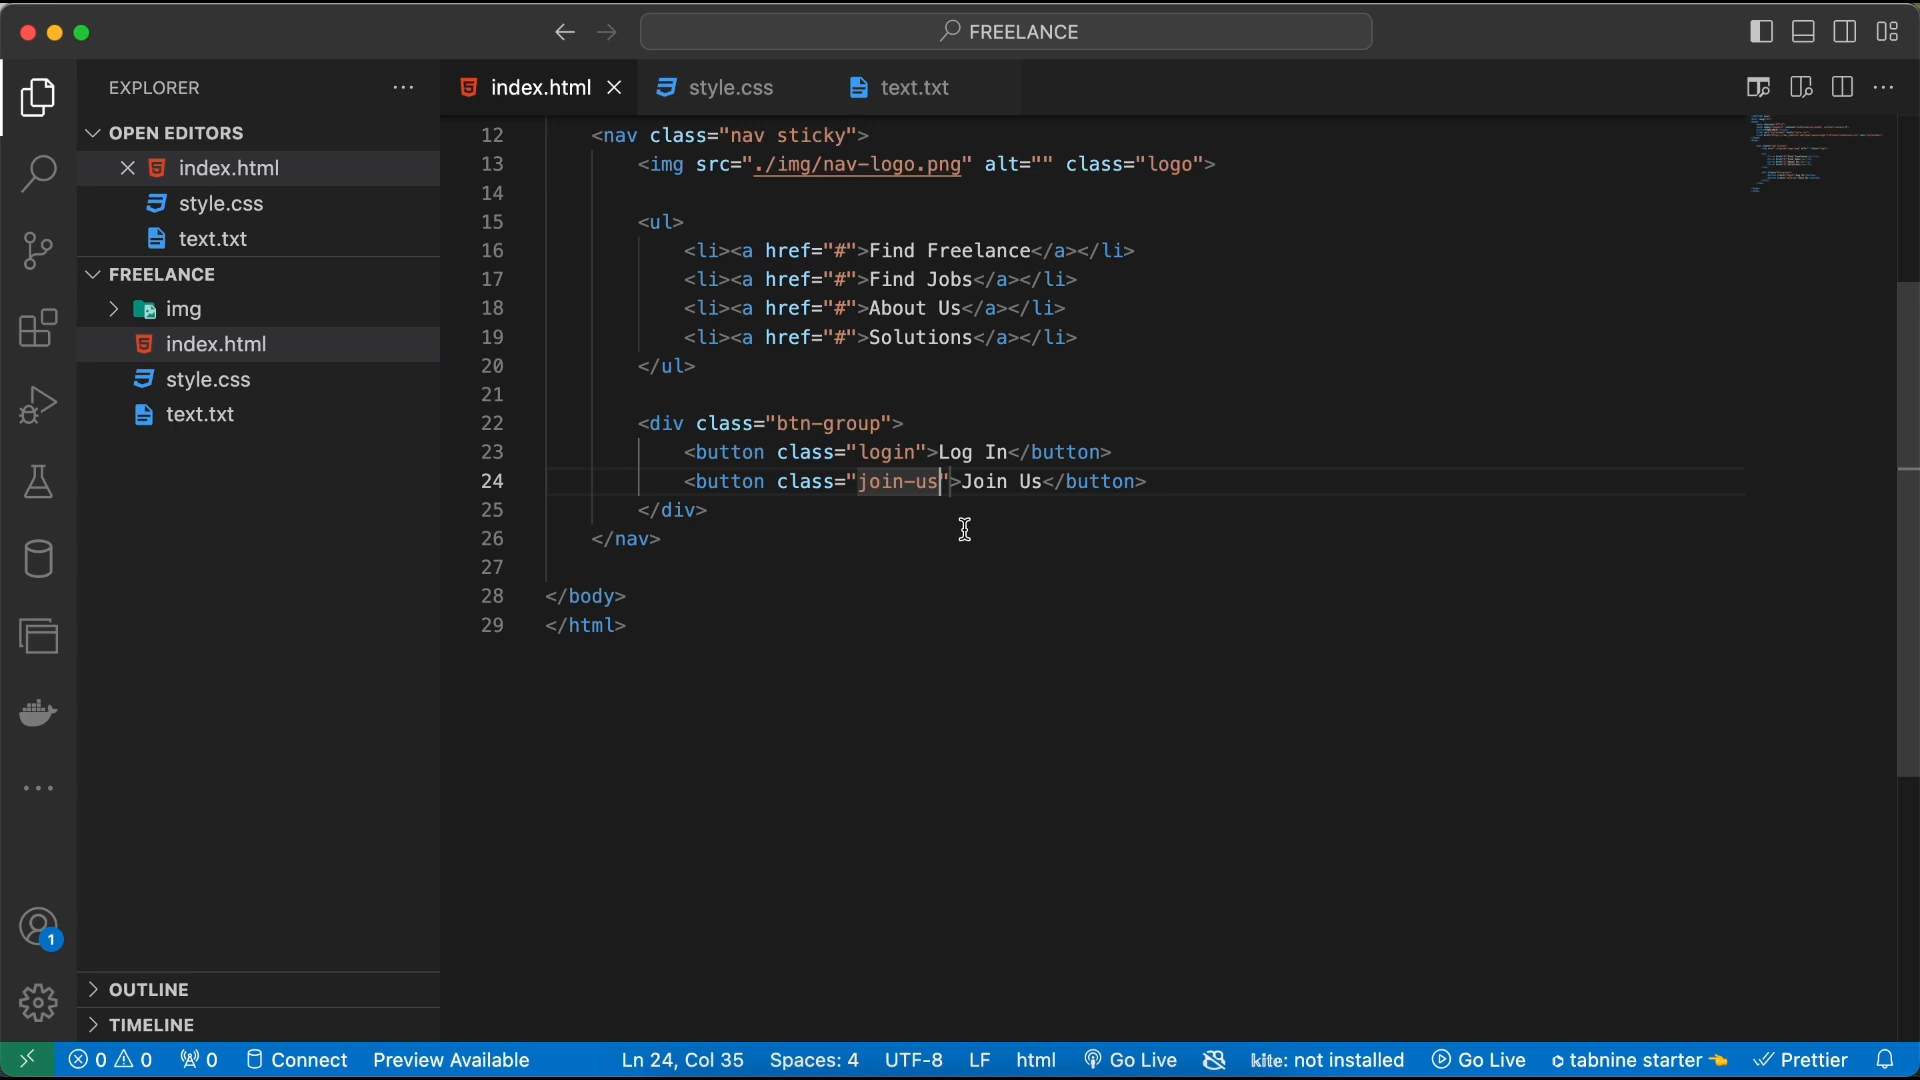 FREELANCE
EXPLORER
index.html
style.css
text.txt
OPEN EDITORS
index.html
style.css
text.txt
FREELANCE
img
index.html
style.css
text.txt
OUTLINE
TIMELINE
12 <nav class="nav sticky">
13 <img src="./img/nav-logo.png" alt="" class="logo">
14
15 <ul>
16 <li><a href="#">Find Freelance</a></li>
17 <li><a href="#">Find Jobs</a></li>
18 <li><a href="#">About Us</a></li>
19 <li><a href="#">Solutions</a></li>
20 </ul>
21
22 <div class="btn-group">
23 <button class="login">Log In</button>
24 <button class="join-us">Join Us</button>
25 </div>
26 </nav>
27
28 </body>
29 </html>
1
0 0 0 Connect Preview Available Ln 24, Col 35 Spaces: 4 UTF-8 LF html Go Live kite: not installed Go Live tabnine starter Prettier